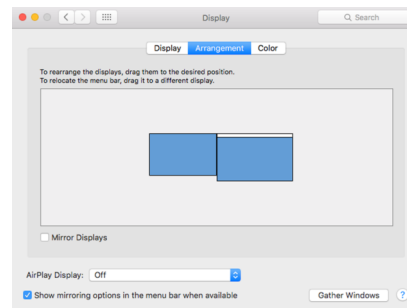 Display
Search
Display Arrangement Color
To rearrange the displays, drag them to the desired position.
To relocate the menu bar, drag it to a different display.
Mirror Displays
AirPlay Display: Off
Show mirroring options in the menu bar when available
Gather Windows ?